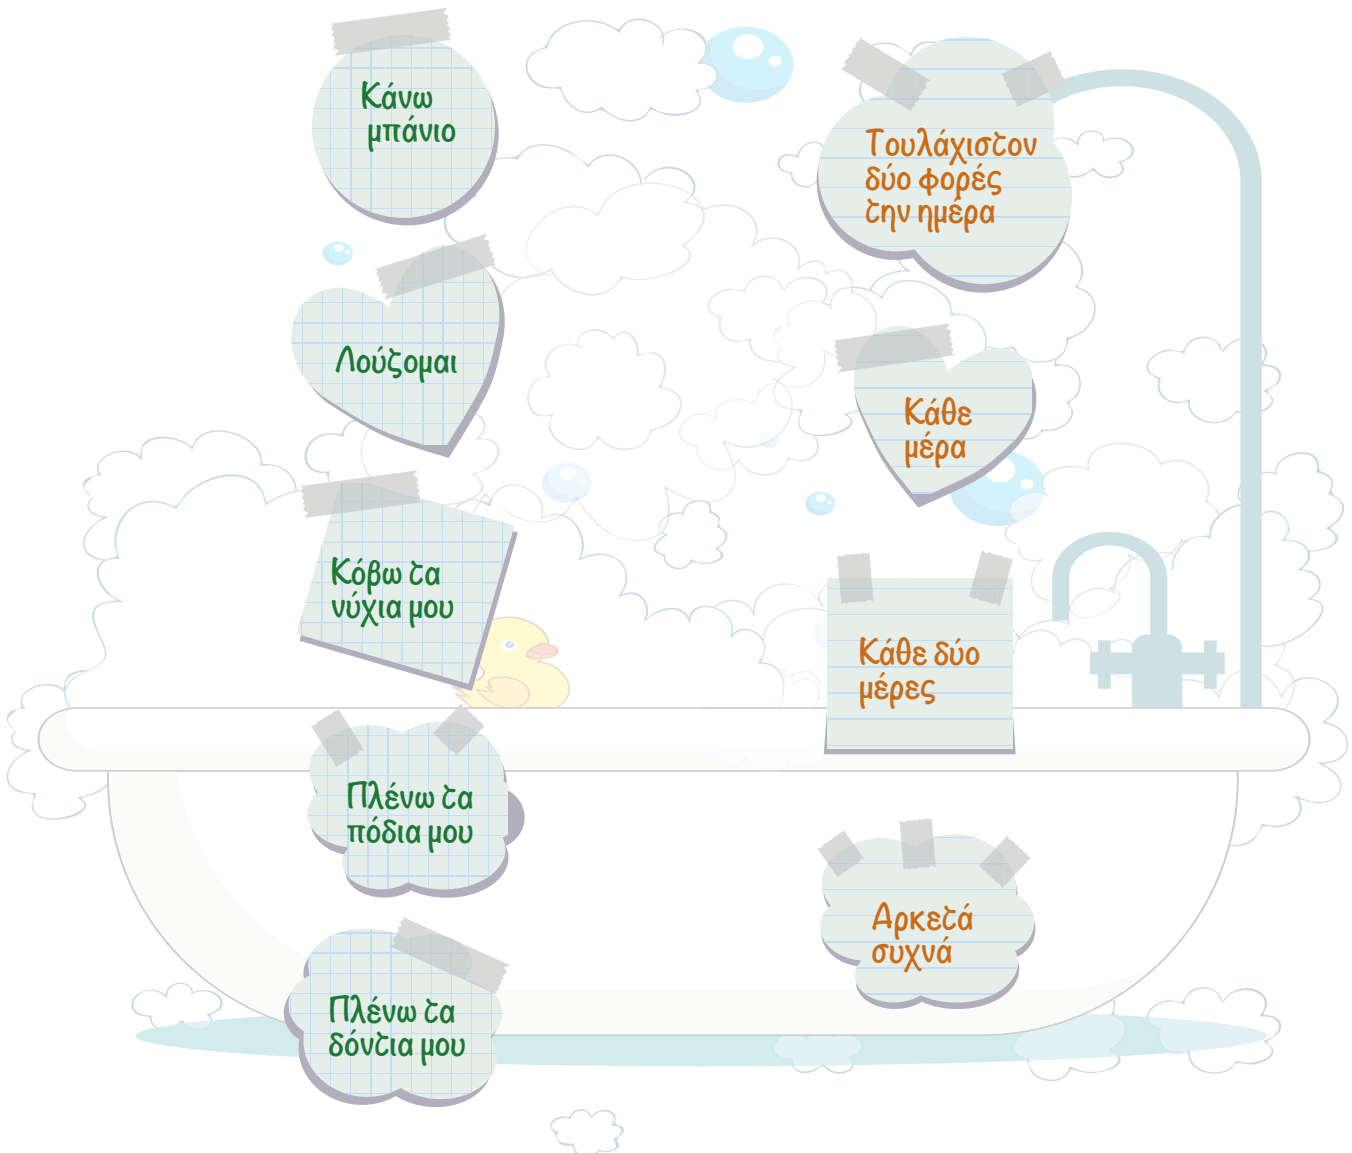 Κάνω
μπάνιο
Λούζομαι
Κόβω τα
νύχια μου
Πλένω τα
πόδια μου
Πλένω τα
δόντια μου
Τουλάχιστον
δύο φορές
την ημέρα
Κάθε
μέρα
Κάθε δύο
μέρες
Αρκετά
συχνά